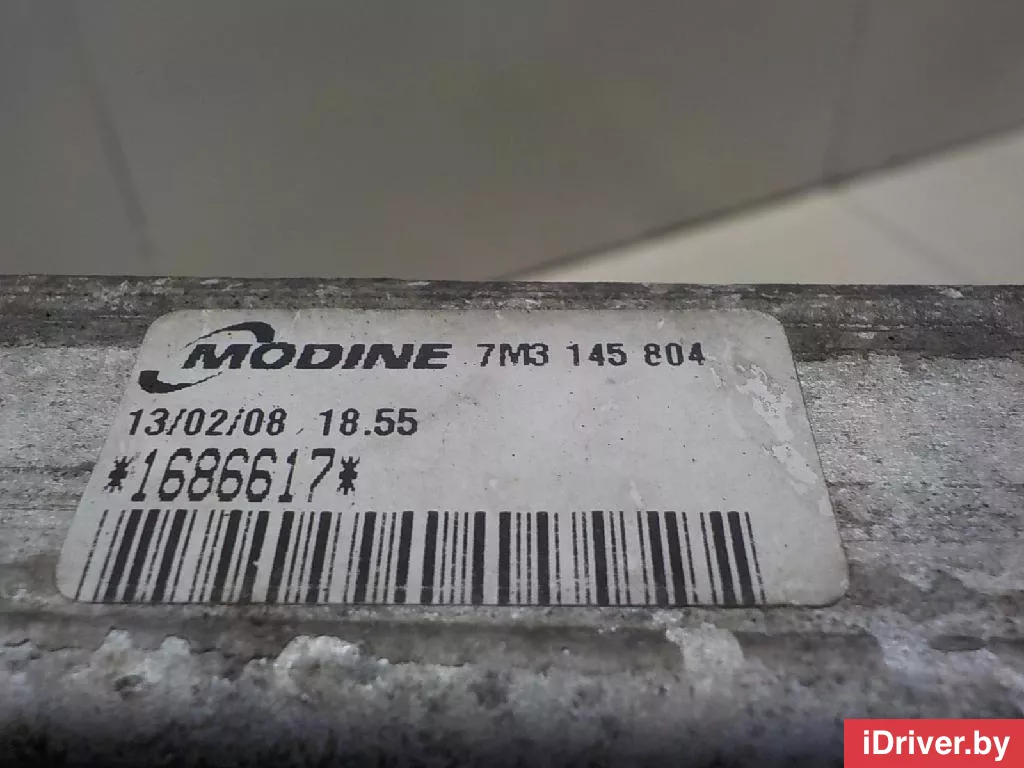 MODINE 7M3 145 804
13/02/08 18.55
*1686617*
iDriver.by